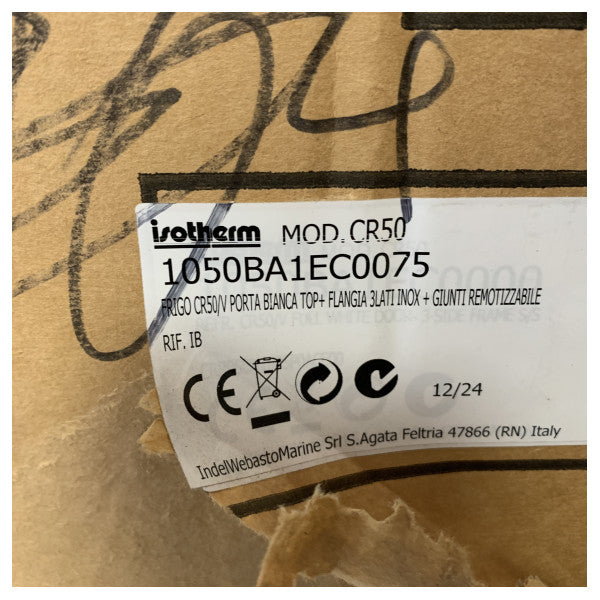 isotherm MOD. CR50
1050BA1EC0075
FRIGO CR50/V PORTA BIANCA TOP+ FLANGIA 3LATI INOX + GIUNTI REMOTIZZABILE
RIF. IB
CE
12/24
IndelWebastoMarine Srl S.Agata Feltria 47866 (RN) Italy